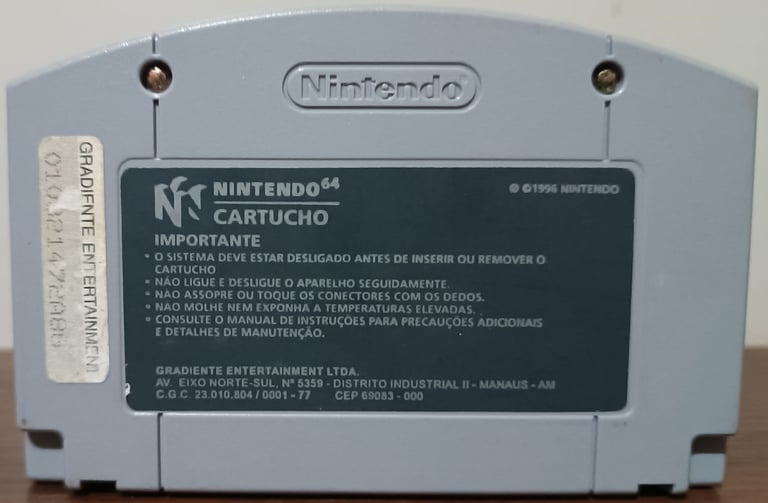 Nintendo
GRADIENTE ENTERTAINMENT
NINTENDO 64
CARTUCHO
® ©1996 NINTENDO
IMPORTANTE
• O SISTEMA DEVE ESTAR DESLIGADO ANTES DE INSERIR OU REMOVER O
CARTUCHO
• NÃO LIGUE E DESLIGUE O APARELHO SEGUIDAMENTE.
• NÃO ASSOPRE OU TOQUE OS CONECTORES COM OS DEDOS.
• NÃO MOLHE NEM EXPONHA A TEMPERATURAS ELEVADAS.
• CONSULTE O MANUAL DE INSTRUÇÕES PARA PRECAUÇÕES ADICIONAIS
E DETALHES DE MANUTENÇÃO.
GRADIENTE ENTERTAINMENT LTDA.
AV. EIXO NORTE-SUL, Nº 5359 - DISTRITO INDUSTRIAL II - MANAUS - AM
C.G.C. 23.010.804 / 0001 - 77 CEP 69083 - 000